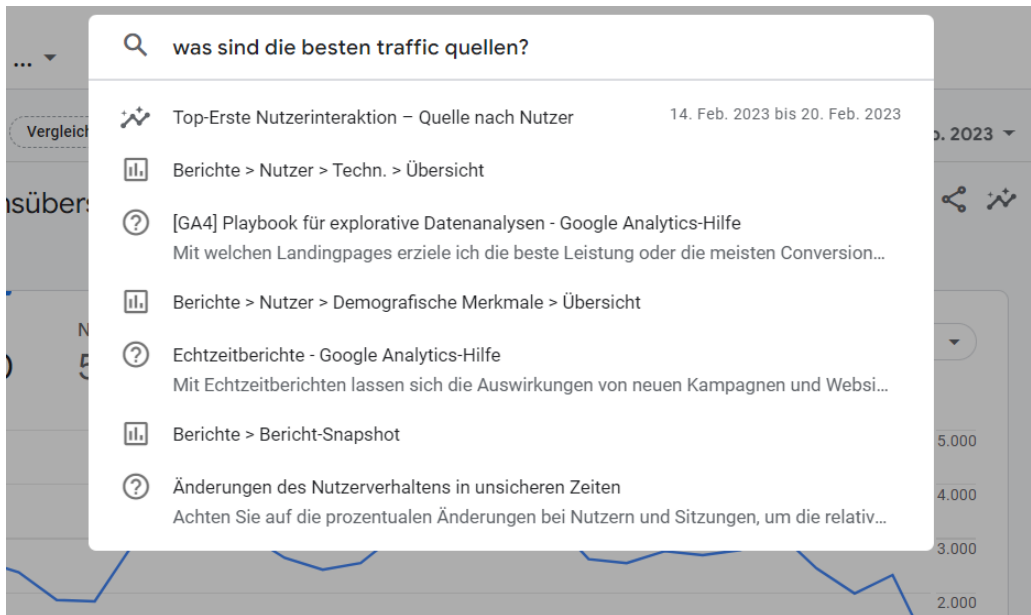 was sind die besten traffic quellen?
...
Top-Erste Nutzerinteraktion – Quelle nach Nutzer 14. Feb. 2023 bis 20. Feb. 2023
Berichte > Nutzer > Techn. > Übersicht
[GA4] Playbook für explorative Datenanalysen - Google Analytics-Hilfe
Mit welchen Landingpages erziele ich die beste Leistung oder die meisten Conversion...
Berichte > Nutzer > Demografische Merkmale > Übersicht
Echtzeitberichte - Google Analytics-Hilfe
Mit Echtzeitberichten lassen sich die Auswirkungen von neuen Kampagnen und Websi...
Berichte > Bericht-Snapshot
Änderungen des Nutzerverhaltens in unsicheren Zeiten
Achten Sie auf die prozentualen Änderungen bei Nutzern und Sitzungen, um die relativ...
Vergleich
2023
5.000
4.000
3.000
2.000